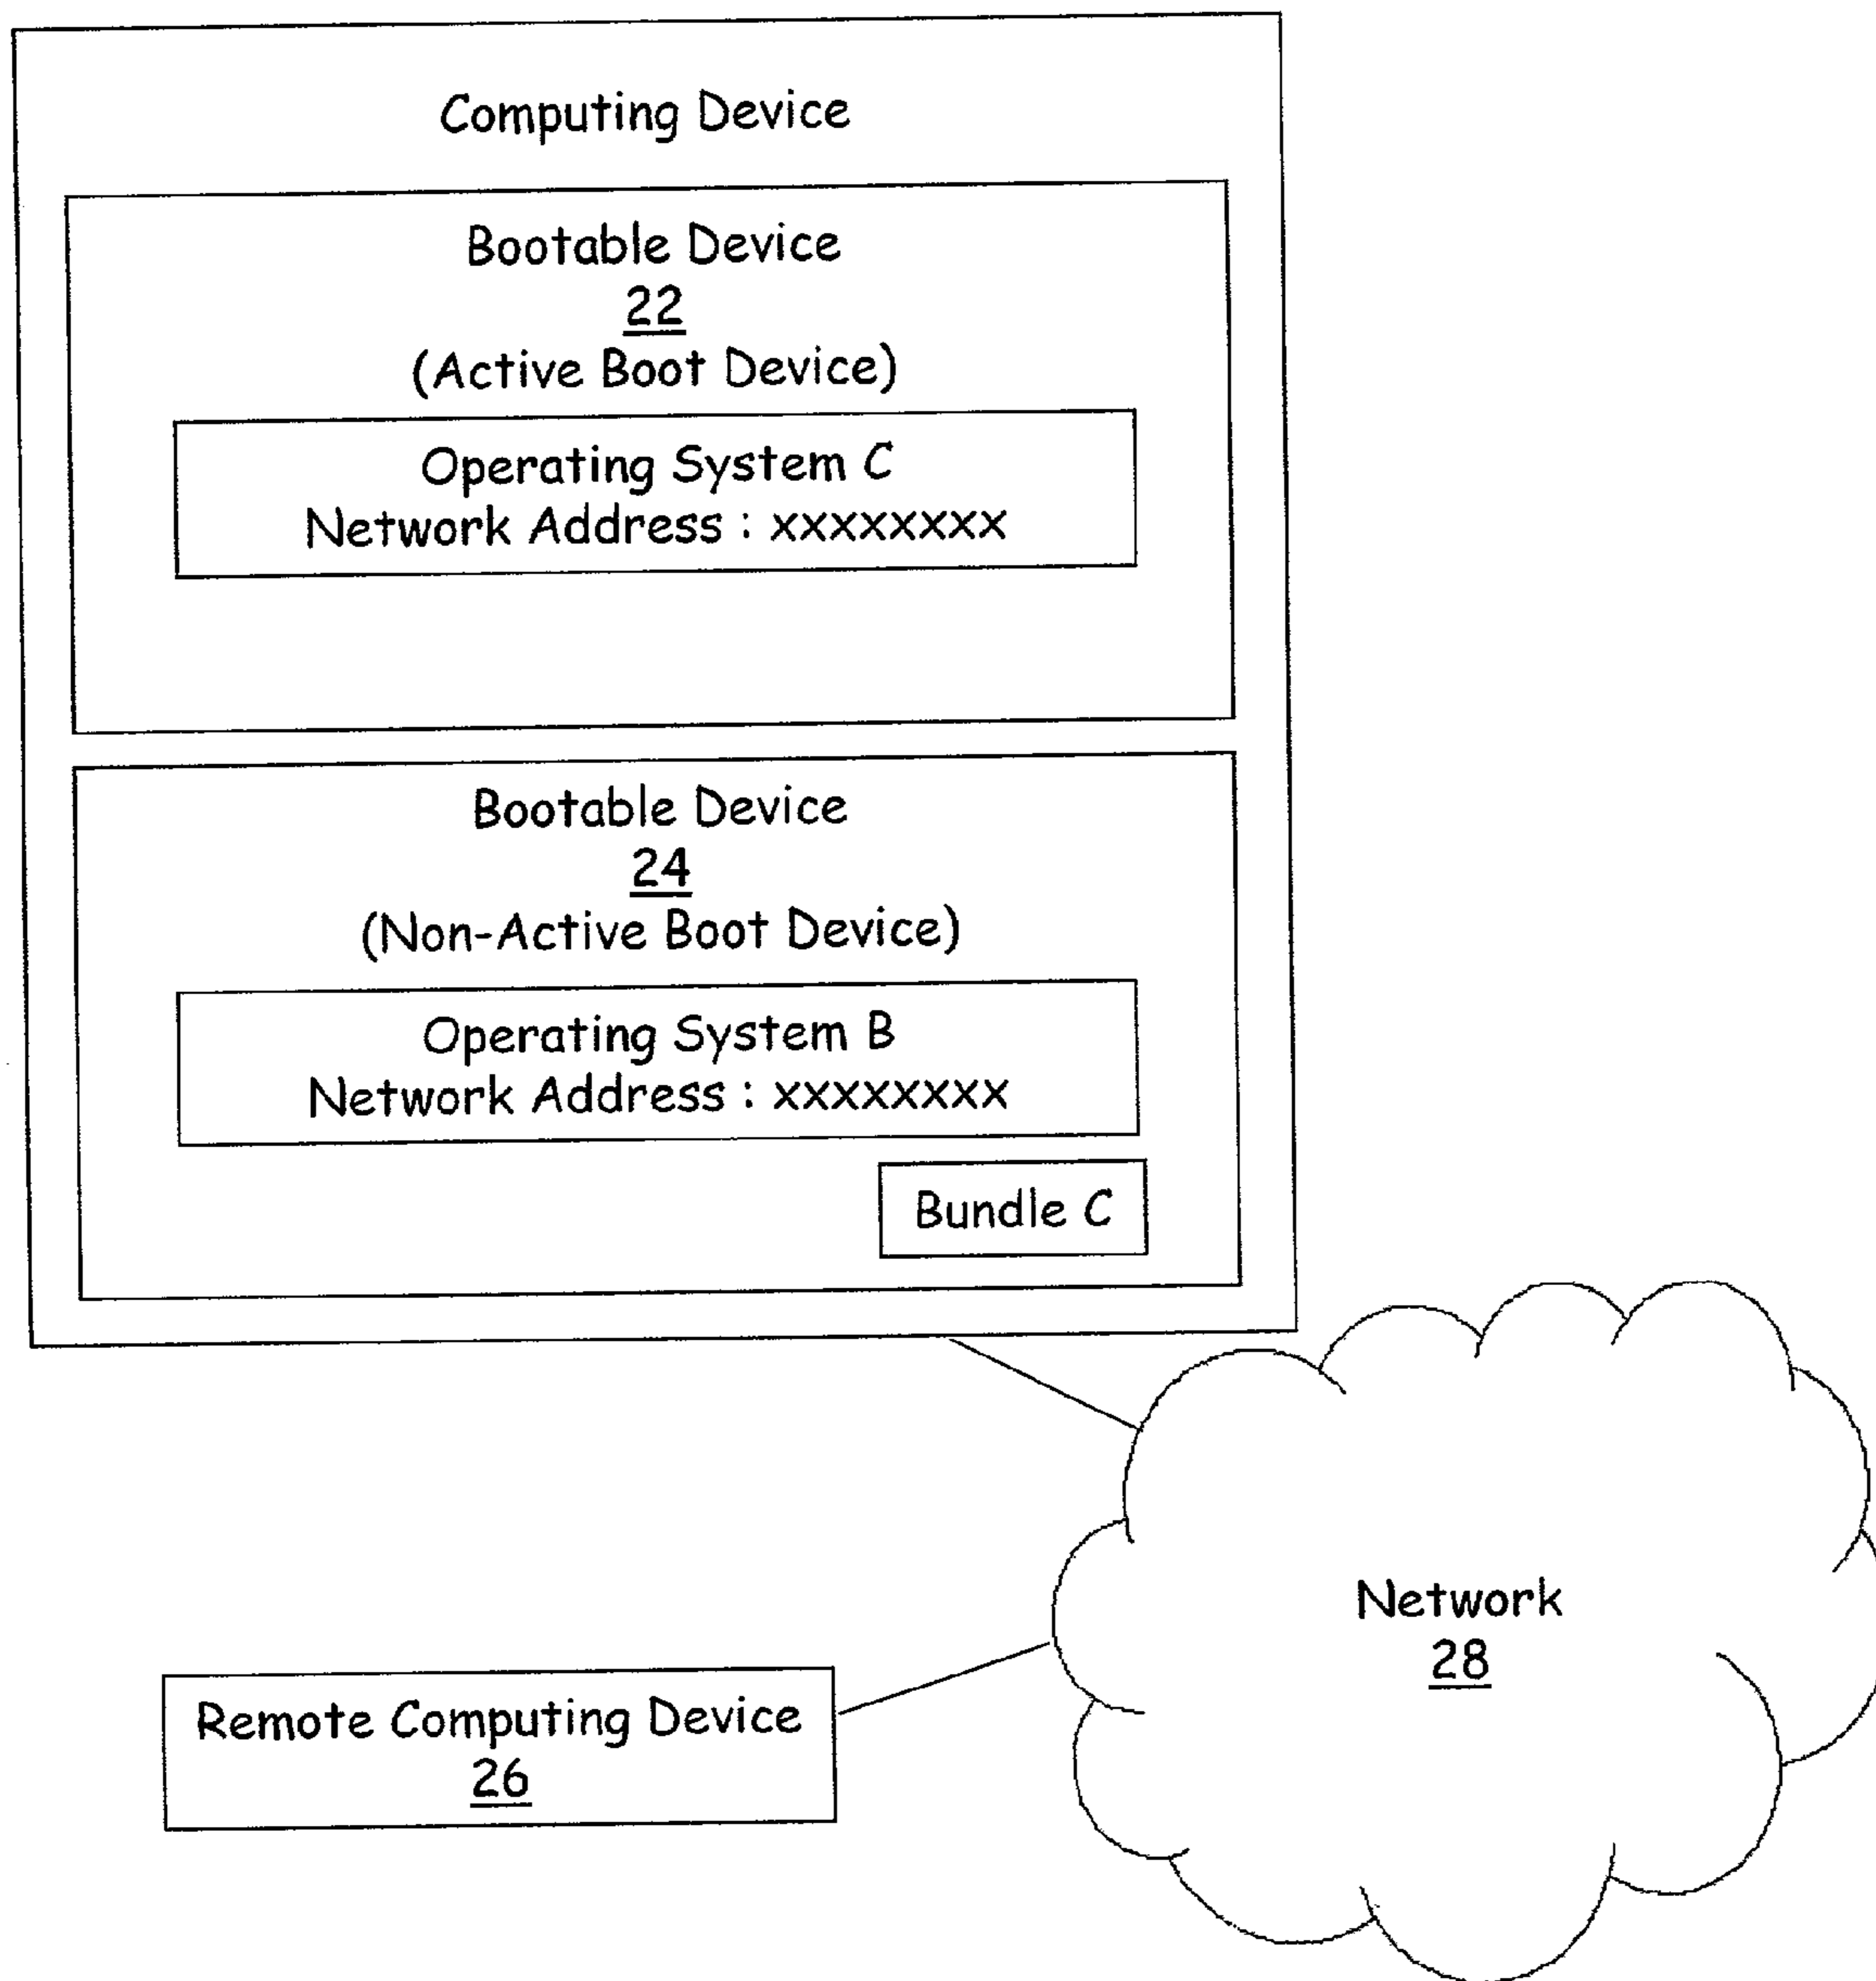 Computing Device
Bootable Device
22
(Active Boot Device)
Operating System C
Network Address : xxxxxxxx
Bootable Device
24
(Non-Active Boot Device)
Operating System B
Network Address : xxxxxxxx
Bundle C
Network
28
Remote Computing Device
26